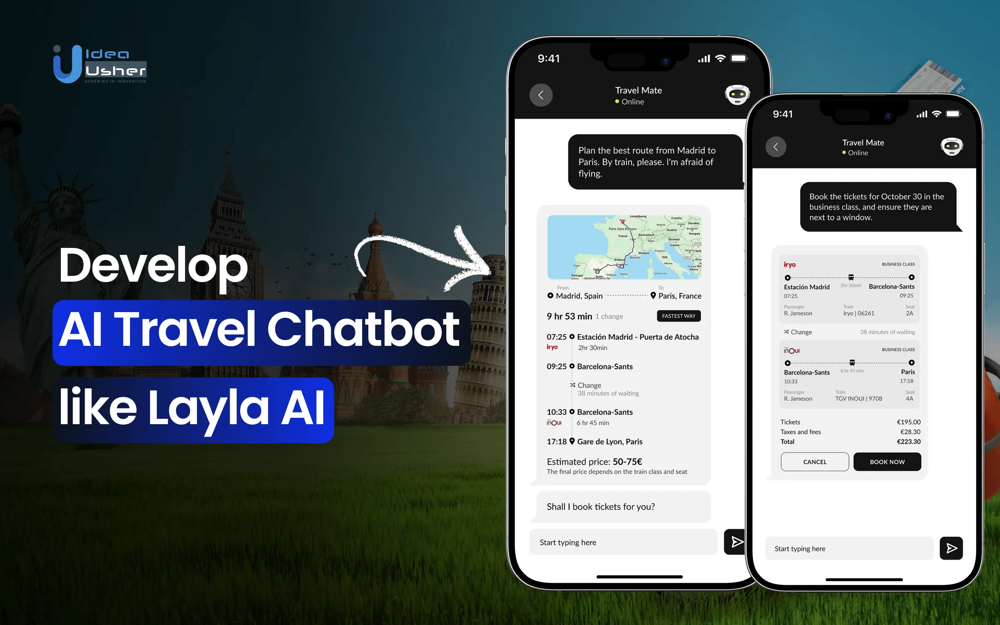 Idea
Usher
USHERING IN INNOVATION
Develop
AI Travel Chatbot
like Layla AI
9:41
Travel Mate
Online
Plan the best route from Madrid to
Paris. By train, please. I'm afraid of
flying.
Luxembourg
Czechia
Paris
Paris Gare De Lyon
Munich
Vienna
Slovakia
Austria
Budapest
France
Switzerland
Hungary
Lyon
Milan
Slovenia
Croatia
Monaco
Florence
Sarajevo
Serb
Andorra
Marseille
Italy
Porto
Barcelona
Rome
Tirane
Albania
Portugal
Spain
Valencia
Palma
Madrid-Puerta De
From
To
Madrid, Spain
Paris, France
9 hr 53 min 1 change
FASTEST WAY
07:25 Estación Madrid - Puerta de Atocha
iryo 2hr 30min
09:25 Barcelona-Sants
Change
38 minutes of waiting
10:33 Barcelona-Sants
inOui 6 hr 45 min
17:18 Gare de Lyon, Paris
Estimated price: 50-75€
The final price depends on the train class and seat
Shall I book tickets for you?
Start typing here
9:41
Travel Mate
Online
Book the tickets for October 30 in the
business class, and ensure they are
next to a window.
iryo BUSINESS CLASS
Estación Madrid 2hr 30min Barcelona-Sants
07:25 09:25
Passanger Train Seat
R. Jameson Iryo | 06261 2A
Change 38 minutes of waiting
TGV
inOui BUSINESS CLASS
Barcelona-Sants 6 hr 45 min Paris
10:33 17:18
Passanger Train Seat
R. Jameson TGV INOUI | 9708 4A
Tickets €195.00
Taxes and fees €28.30
Total €223.30
CANCEL BOOK NOW
Start typing here